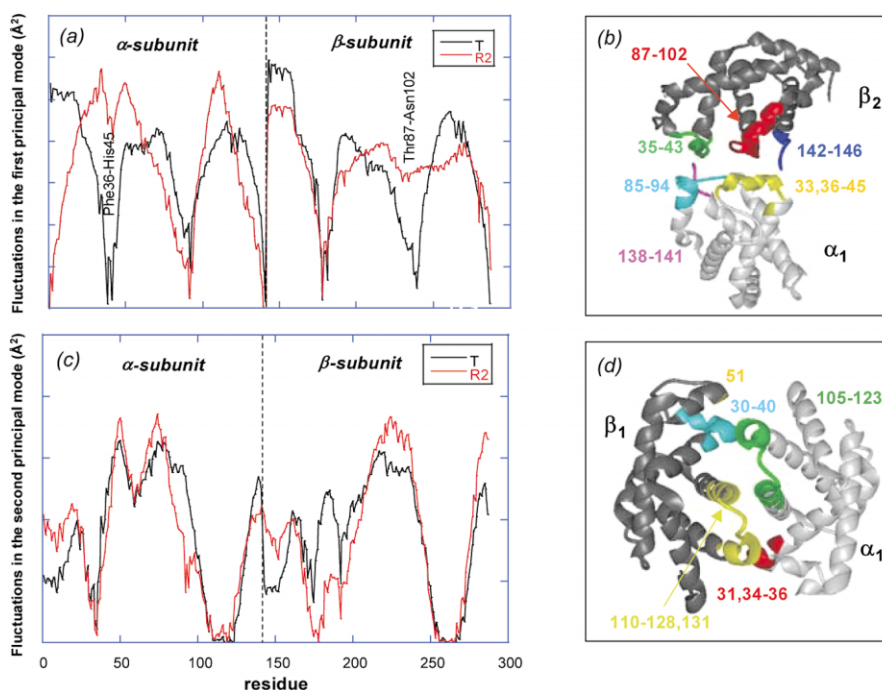 Fluctuations in the first principal mode (Å²)
(a)
α-subunit
β-subunit
T
R2
Phe36-His45
Thr87-Asn102
(b)
87-102
β2
35-43
142-146
85-94
33,36-45
138-141
α1
Fluctuations in the second principal mode (Å²)
(c)
α-subunit
β-subunit
T
R2
0
50
100
150
200
250
300
residue
(d)
51
105-123
30-40
β1
α1
31,34-36
110-128,131